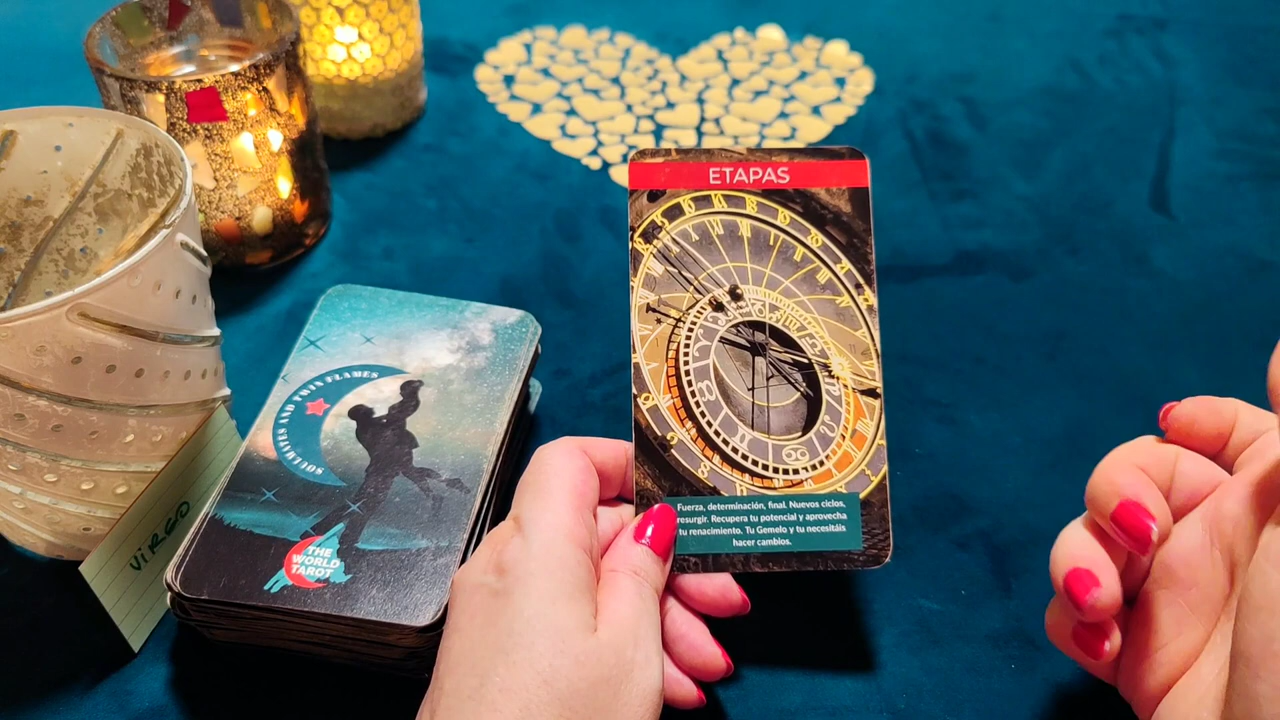 ETAPAS
Fuerza, determinación, final. Nuevos ciclos,
resurgir. Recupera tu potencial y aprovecha
tu renacimiento. Tu Gemelo y tu necesitáis
hacer cambios.
SOULMATES AND TWIN FLAMES
THE
WORLD
TAROT
VIRGO